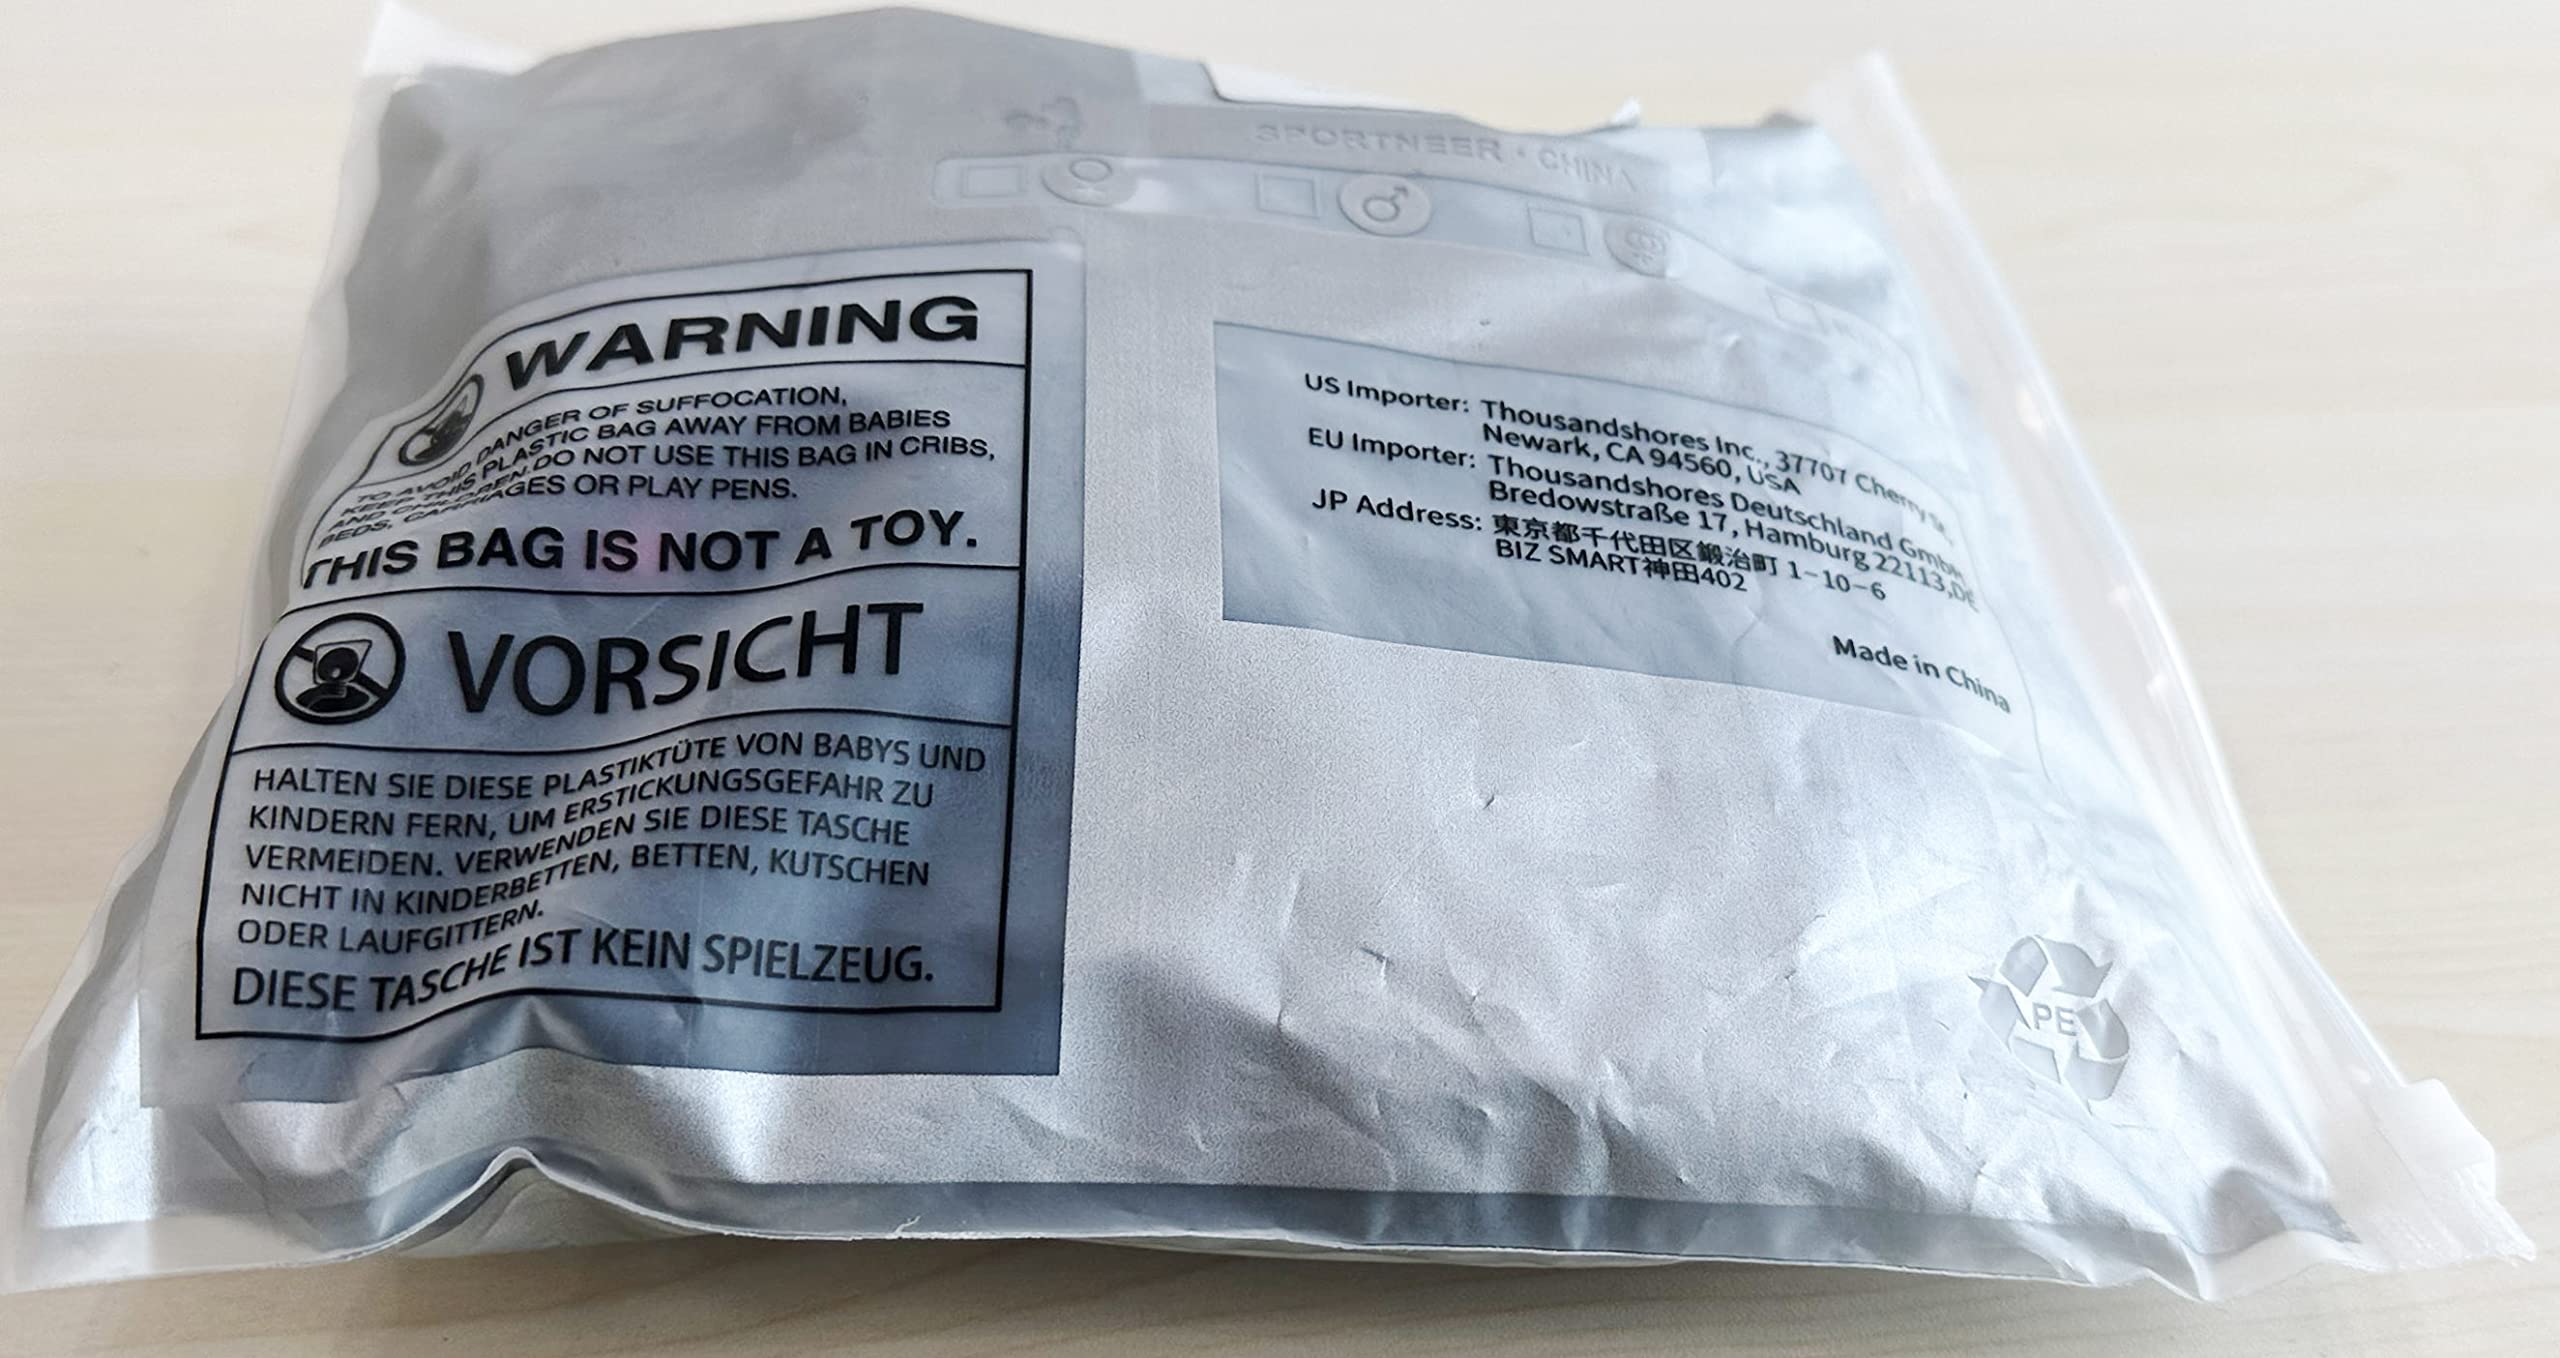 SPORTNEER • CHINA
WARNING
TO AVOID DANGER OF SUFFOCATION,
KEEP THIS PLASTIC BAG AWAY FROM BABIES
AND CHILDREN.DO NOT USE THIS BAG IN CRIBS,
BEDS, CARRIAGES OR PLAY PENS.
THIS BAG IS NOT A TOY.
VORSICHT
HALTEN SIE DIESE PLASTIKTÜTE VON BABYS UND
KINDERN FERN, UM ERSTICKUNGSGEFAHR ZU
VERMEIDEN. VERWENDEN SIE DIESE TASCHE
NICHT IN KINDERBETTEN, BETTEN, KUTSCHEN
ODER LAUFGITTERN.
DIESE TASCHE IST KEIN SPIELZEUG.
US Importer: Thousandshores Inc., 37707 Cherry
Newark, CA 94560, USA
EU Importer: Thousandshores Deutschland GmbH,
Bredowstraße 17, Hamburg 22113,DE
JP Address: 東京都千代田区鍛冶町 1-10-6
BIZ SMART神田402
Made in China
PE